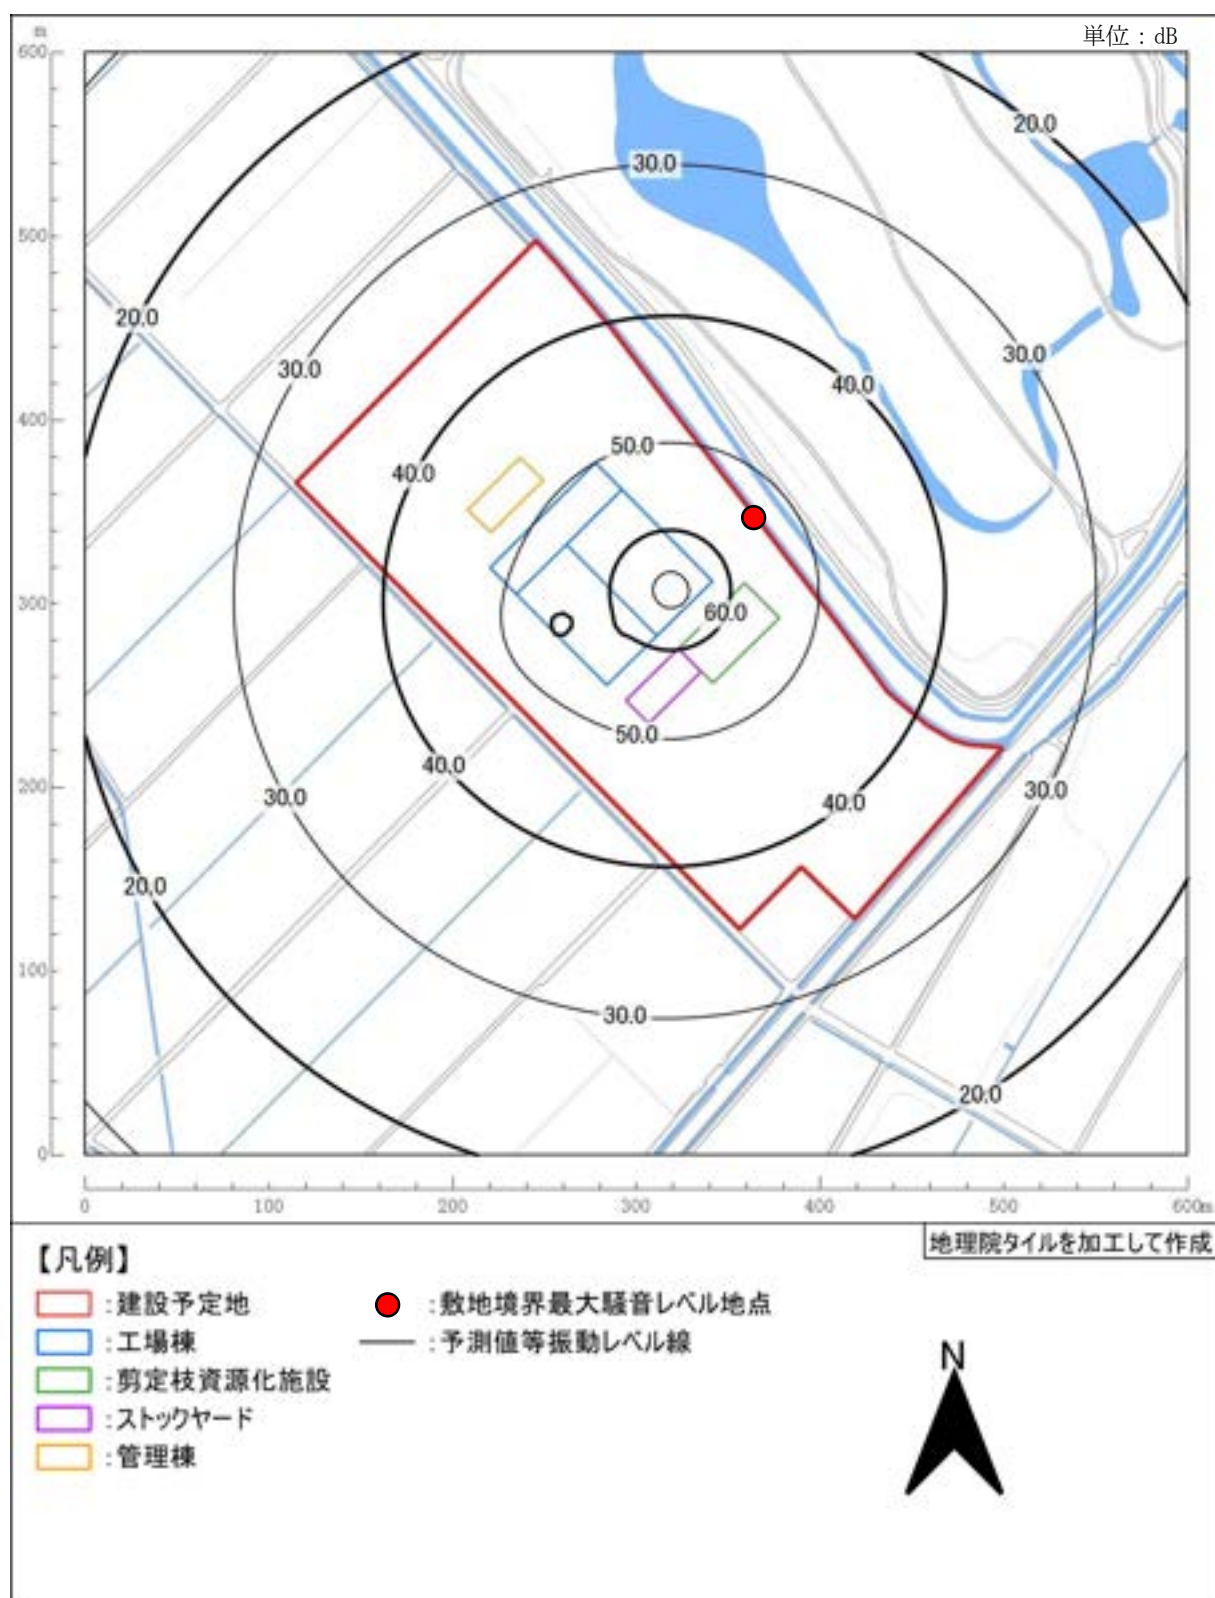 単位：dB
m
600
500
400
300
200
100
0
20.0
30.0
20.0
30.0
30.0
40.0
40.0
50.0
60.0
50.0
40.0
30.0
40.0
30.0
20.0
30.0
20.0
0 100 200 300 400 500 600m
地理院タイルを加工して作成
【凡例】
：建設予定地
：敷地境界最大騒音レベル地点
：工場棟
：予測値等振動レベル線
：剪定枝資源化施設
：ストックヤード
：管理棟
N